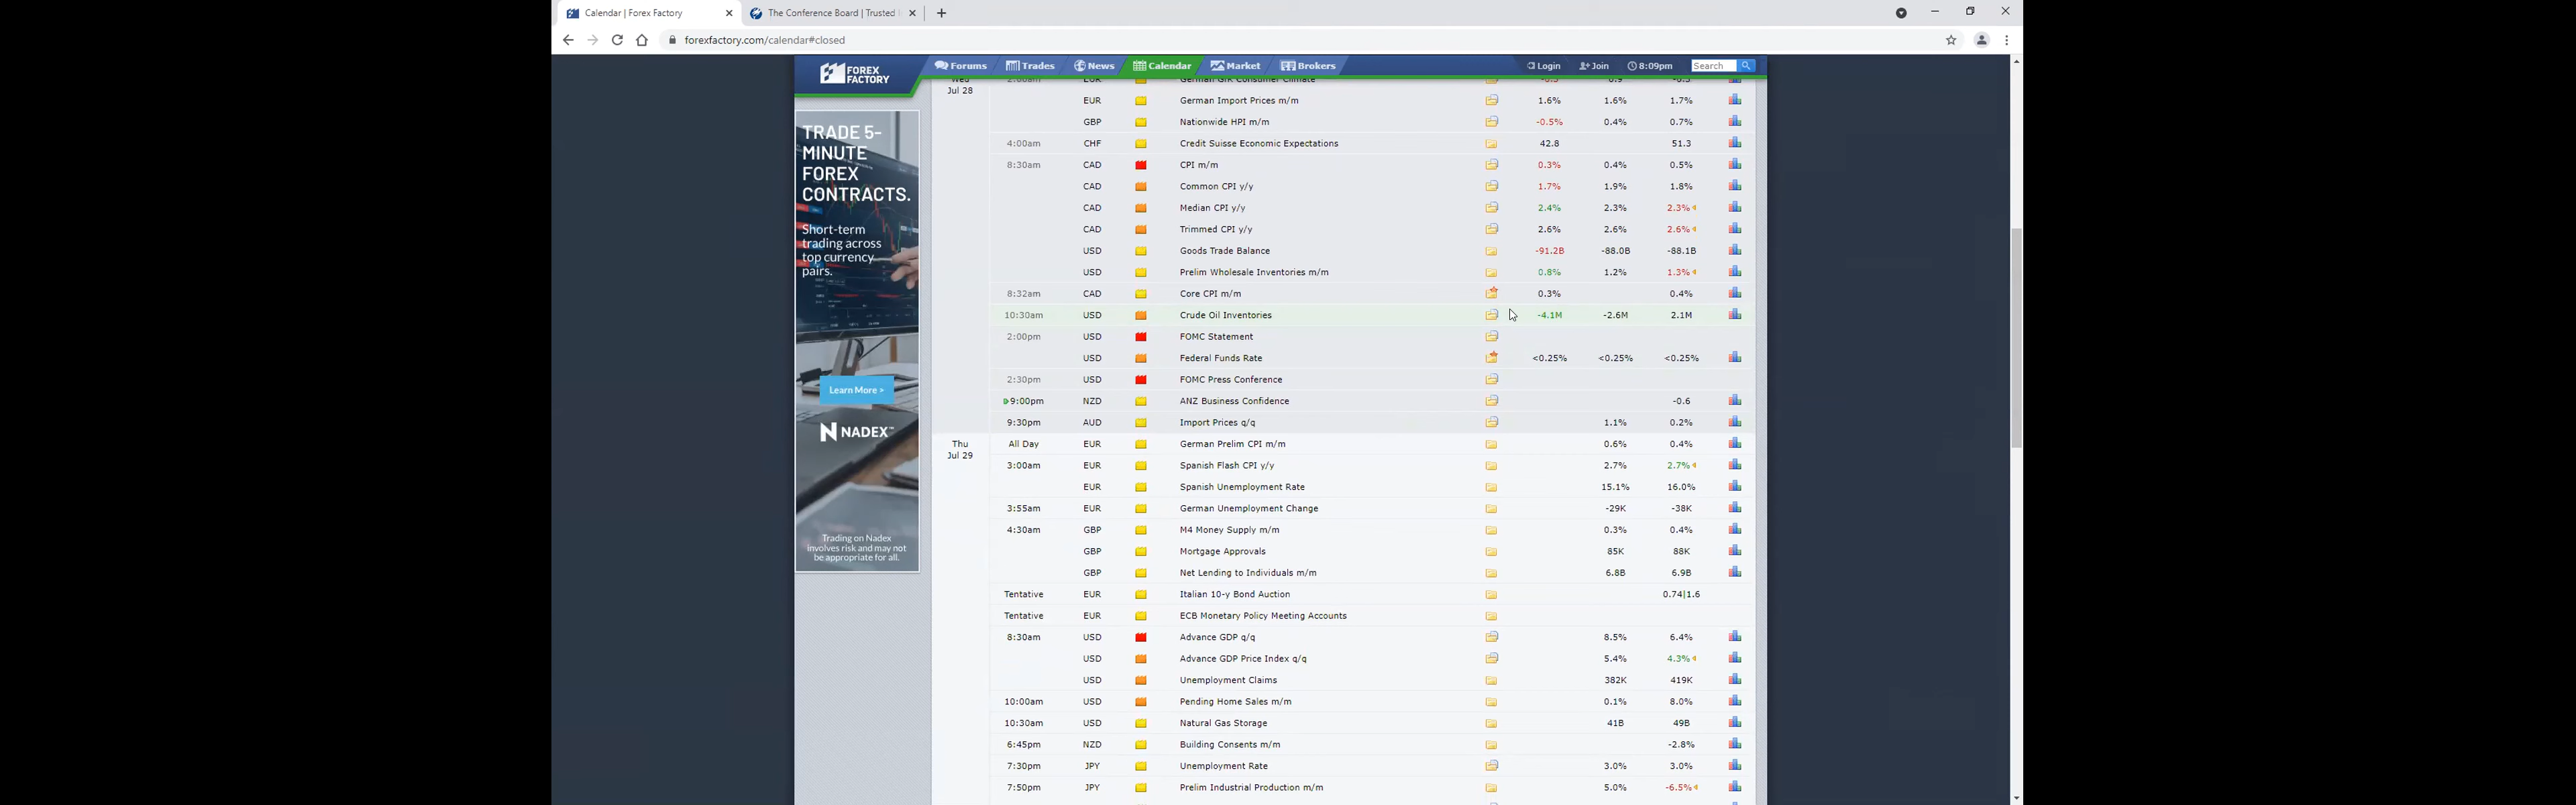 Calendar | Forex Factory
The Conference Board | Trusted
forexfactory.com/calendar#closed
FOREX FACTORY
Forums Trades News Calendar Market Brokers Login Join 8:09pm Search
Wed 2:00am EUR German GfK Consumer Climate -0.3 0.9 -0.3
Jul 28
EUR German Import Prices m/m 1.6% 1.6% 1.7%
GBP Nationwide HPI m/m -0.5% 0.4% 0.7%
4:00am CHF Credit Suisse Economic Expectations 42.8 51.3
8:30am CAD CPI m/m 0.3% 0.4% 0.5%
CAD Common CPI y/y 1.7% 1.9% 1.8%
CAD Median CPI y/y 2.4% 2.3% 2.3%
CAD Trimmed CPI y/y 2.6% 2.6% 2.6%
USD Goods Trade Balance -91.2B -88.0B -88.1B
USD Prelim Wholesale Inventories m/m 0.8% 1.2% 1.3%
8:32am CAD Core CPI m/m 0.3% 0.4%
10:30am USD Crude Oil Inventories -4.1M -2.6M 2.1M
2:00pm USD FOMC Statement
USD Federal Funds Rate <0.25% <0.25% <0.25%
2:30pm USD FOMC Press Conference
9:00pm NZD ANZ Business Confidence -0.6
9:30pm AUD Import Prices q/q 1.1% 0.2%
Thu All Day EUR German Prelim CPI m/m 0.6% 0.4%
Jul 29
3:00am EUR Spanish Flash CPI y/y 2.7% 2.7%
EUR Spanish Unemployment Rate 15.1% 16.0%
3:55am EUR German Unemployment Change -29K -38K
4:30am GBP M4 Money Supply m/m 0.3% 0.4%
GBP Mortgage Approvals 85K 88K
GBP Net Lending to Individuals m/m 6.8B 6.9B
Tentative EUR Italian 10-y Bond Auction 0.74|1.6
Tentative EUR ECB Monetary Policy Meeting Accounts
8:30am USD Advance GDP q/q 8.5% 6.4%
USD Advance GDP Price Index q/q 5.4% 4.3%
USD Unemployment Claims 382K 419K
10:00am USD Pending Home Sales m/m 0.1% 8.0%
10:30am USD Natural Gas Storage 41B 49B
6:45pm NZD Building Consents m/m -2.8%
7:30pm JPY Unemployment Rate 3.0% 3.0%
7:50pm JPY Prelim Industrial Production m/m 5.0% -6.5%
TRADE 5-
MINUTE
FOREX
CONTRACTS.
Short-term
trading across
top currency
pairs.
Learn More >
NADEX
Trading on Nadex
involves risk and may not
be appropriate for all.